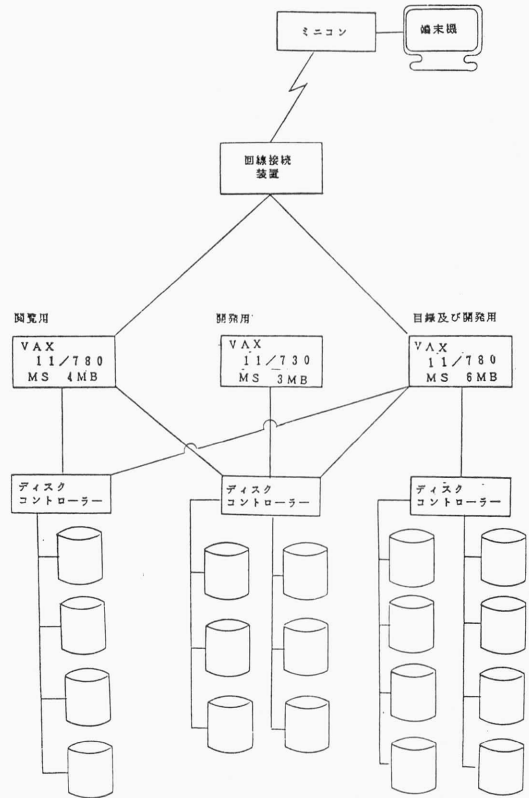 ミニコン
端末機
回線接続
装置
閲覧用
開発用
目録及び開発用
VAX
11/780
MS 4MB
VAX
11/730
MS 3MB
VAX
11/780
MS 6MB
ディスク
コントローラー
ディスク
コントローラー
ディスク
コントローラー